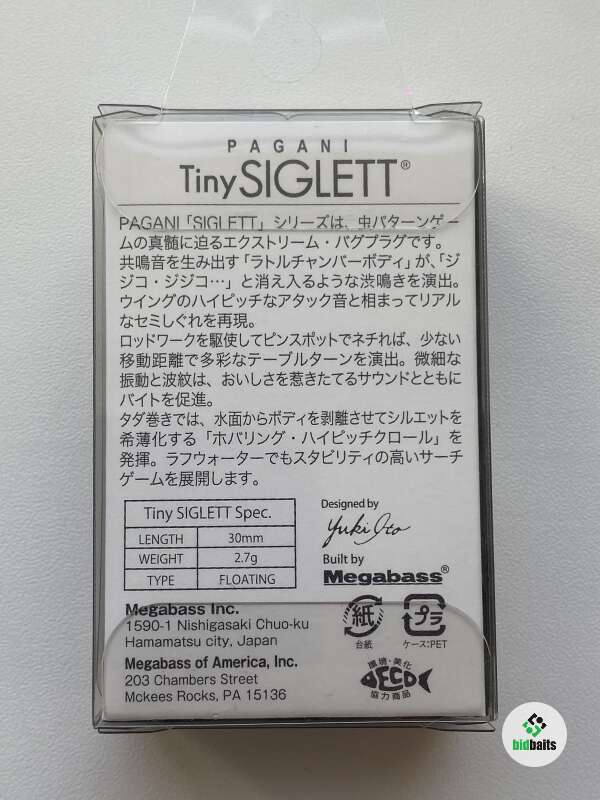 PAGANI
Tiny SIGLETT®
PAGANI「SIGLETT」シリーズは、虫パターンゲー
ムの真髄に迫るエクストリーム・バグプラグです。
共鳴音を生み出す「ラトルチャンバーボディ」が、「ジ
ジコ・ジジコ…」と消え入るような渋鳴きを演出。
ウイングのハイピッチなアタック音と相まってリアル
なセミしぐれを再現。
ロッドワークを駆使してピンスポットでネチれば、少ない
移動距離で多彩なテーブルターンを演出。微細な
振動と波紋は、おいしさを惹きたてるサウンドとともに
バイトを促進。
タダ巻きでは、水面からボディを剥離させてシルエットを
希薄化する「ホバリング・ハイピッチクロール」を
発揮。ラフウォーターでもスタビリティの高いサーチ
ゲームを展開します。
Tiny SIGLETT Spec.
LENGTH 30mm
WEIGHT 2.7g
TYPE FLOATING
Designed by
Yuki Ito
Built by
Megabass®
Megabass Inc.
1590-1 Nishigasaki Chuo-ku
Hamamatsu city, Japan
Megabass of America, Inc.
203 Chambers Street
Mckees Rocks, PA 15136
紙
台紙
プラ
ケース:PET
環境・美化
ECO
協力商品
bidbaits